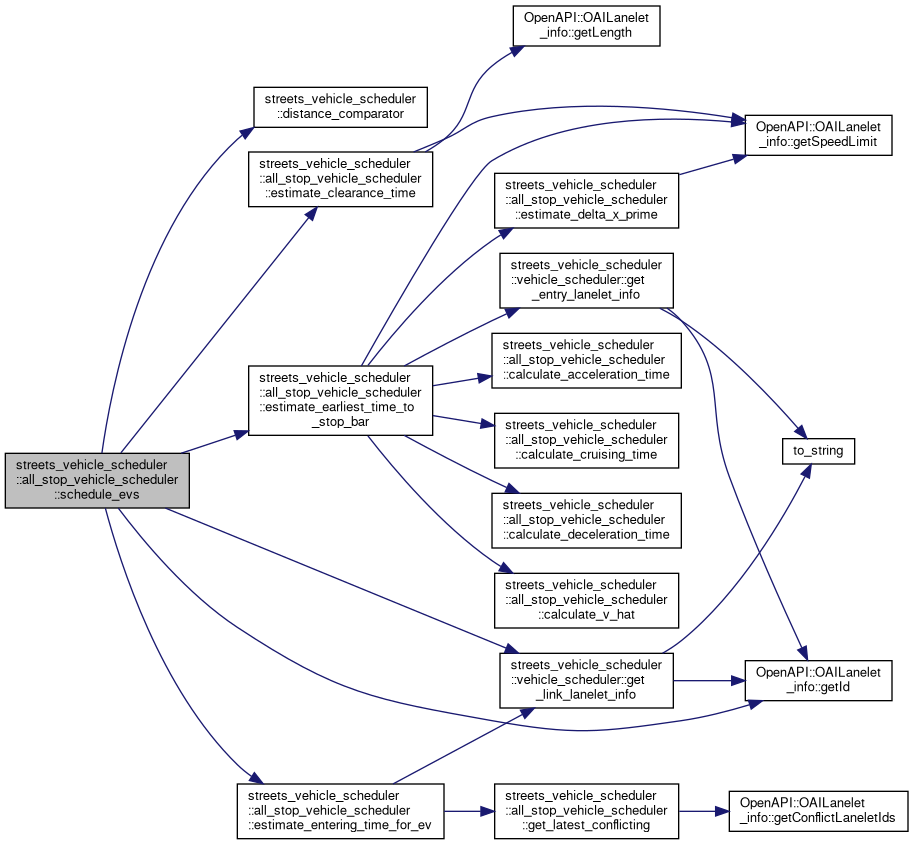 OpenAPI::OAILanelet
_info::getLength
streets_vehicle_scheduler
::distance_comparator
OpenAPI::OAILanelet
_info::getSpeedLimit
streets_vehicle_scheduler
::all_stop_vehicle_scheduler
::estimate_clearance_time
streets_vehicle_scheduler
::all_stop_vehicle_scheduler
::estimate_delta_x_prime
streets_vehicle_scheduler
::vehicle_scheduler::get
_entry_lanelet_info
streets_vehicle_scheduler
::all_stop_vehicle_scheduler
::calculate_acceleration_time
streets_vehicle_scheduler
::all_stop_vehicle_scheduler
::estimate_earliest_time_to
_stop_bar
streets_vehicle_scheduler
::all_stop_vehicle_scheduler
::calculate_cruising_time
to_string
streets_vehicle_scheduler
::all_stop_vehicle_scheduler
::schedule_evs
streets_vehicle_scheduler
::all_stop_vehicle_scheduler
::calculate_deceleration_time
streets_vehicle_scheduler
::all_stop_vehicle_scheduler
::calculate_v_hat
streets_vehicle_scheduler
::vehicle_scheduler::get
_link_lanelet_info
OpenAPI::OAILanelet
_info::getId
streets_vehicle_scheduler
::all_stop_vehicle_scheduler
::estimate_entering_time_for_ev
streets_vehicle_scheduler
::all_stop_vehicle_scheduler
::get_latest_conflicting
OpenAPI::OAILanelet
_info::getConflictLaneletIds